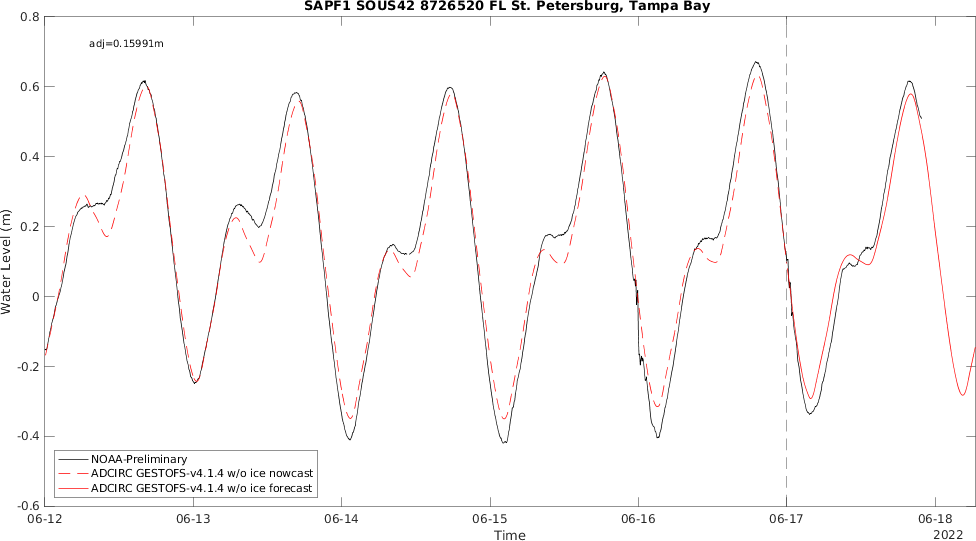 SAPF1 SOUS42 8726520 FL St. Petersburg, Tampa Bay
adj=0.15991m
0.8
0.6
0.4
0.2
0
-0.2
-0.4
-0.6
Water Level (m)
NOAA-Preliminary
ADCIRC GESTOFS-v4.1.4 w/o ice nowcast
ADCIRC GESTOFS-v4.1.4 w/o ice forecast
06-12 06-13 06-14 06-15 06-16 06-17 06-18
Time
2022